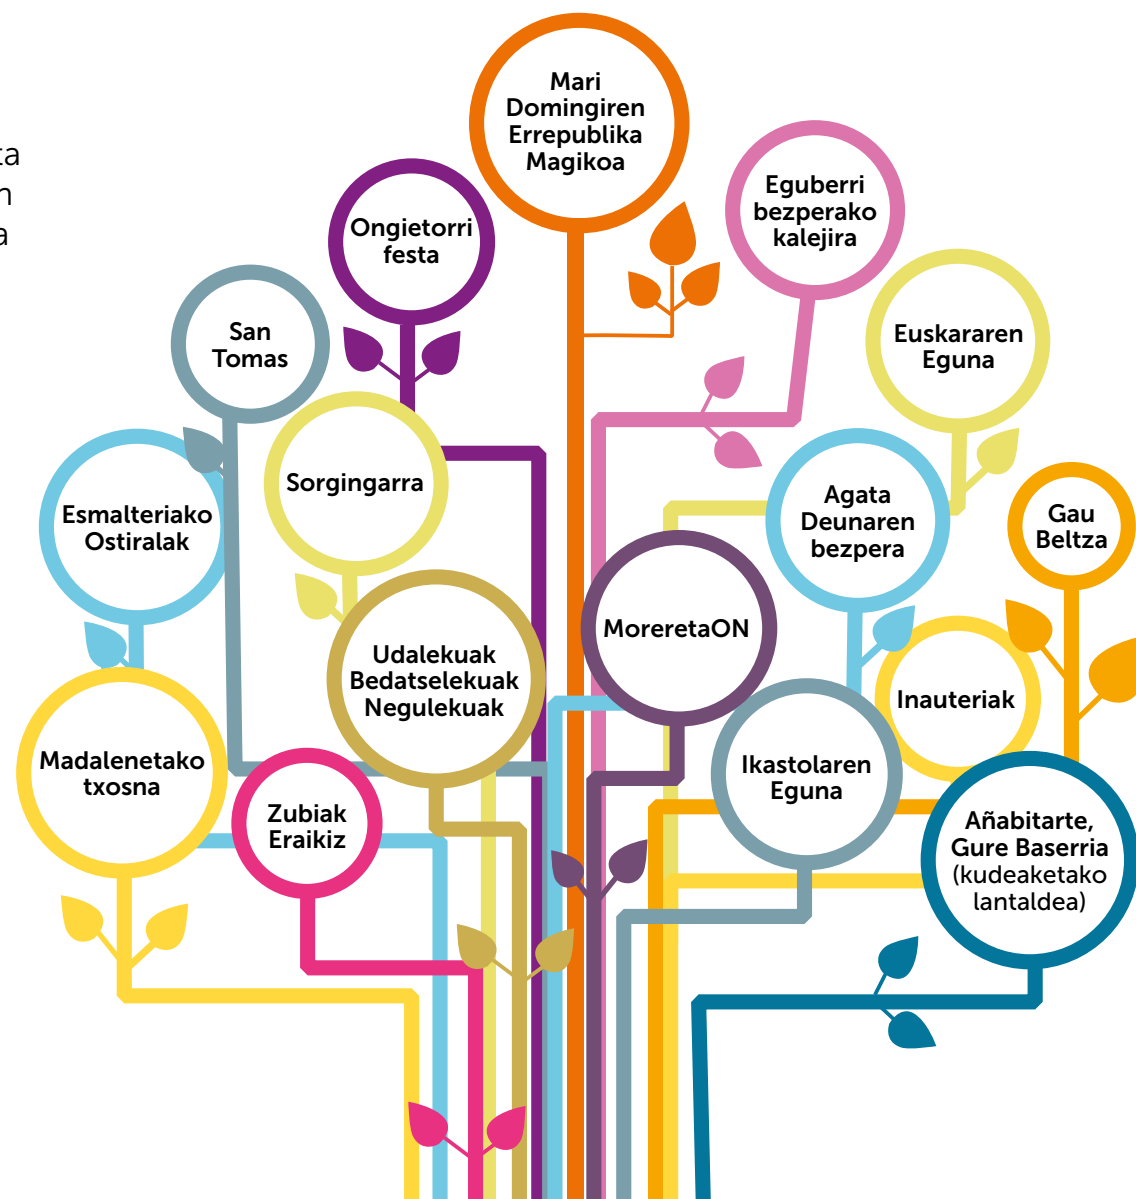 ta
n
a
Mari
Domingiren
Errepublika
Magikoa
Eguberri
bezperako
kalejira
Ongietorri
festa
San
Tomas
Euskararen
Eguna
Sorgingarra
Esmalteriako
Ostiralak
Agata
Deunaren
bezpera
Gau
Beltza
MoreretaON
Udalekuak
Bedatselekuak
Negulekuak
Inauteriak
Madalenetako
txosna
Ikastolaren
Eguna
Zubiak
Eraikiz
Añabitarte,
Gure Baserria
(kudeaketako
lantaldea)